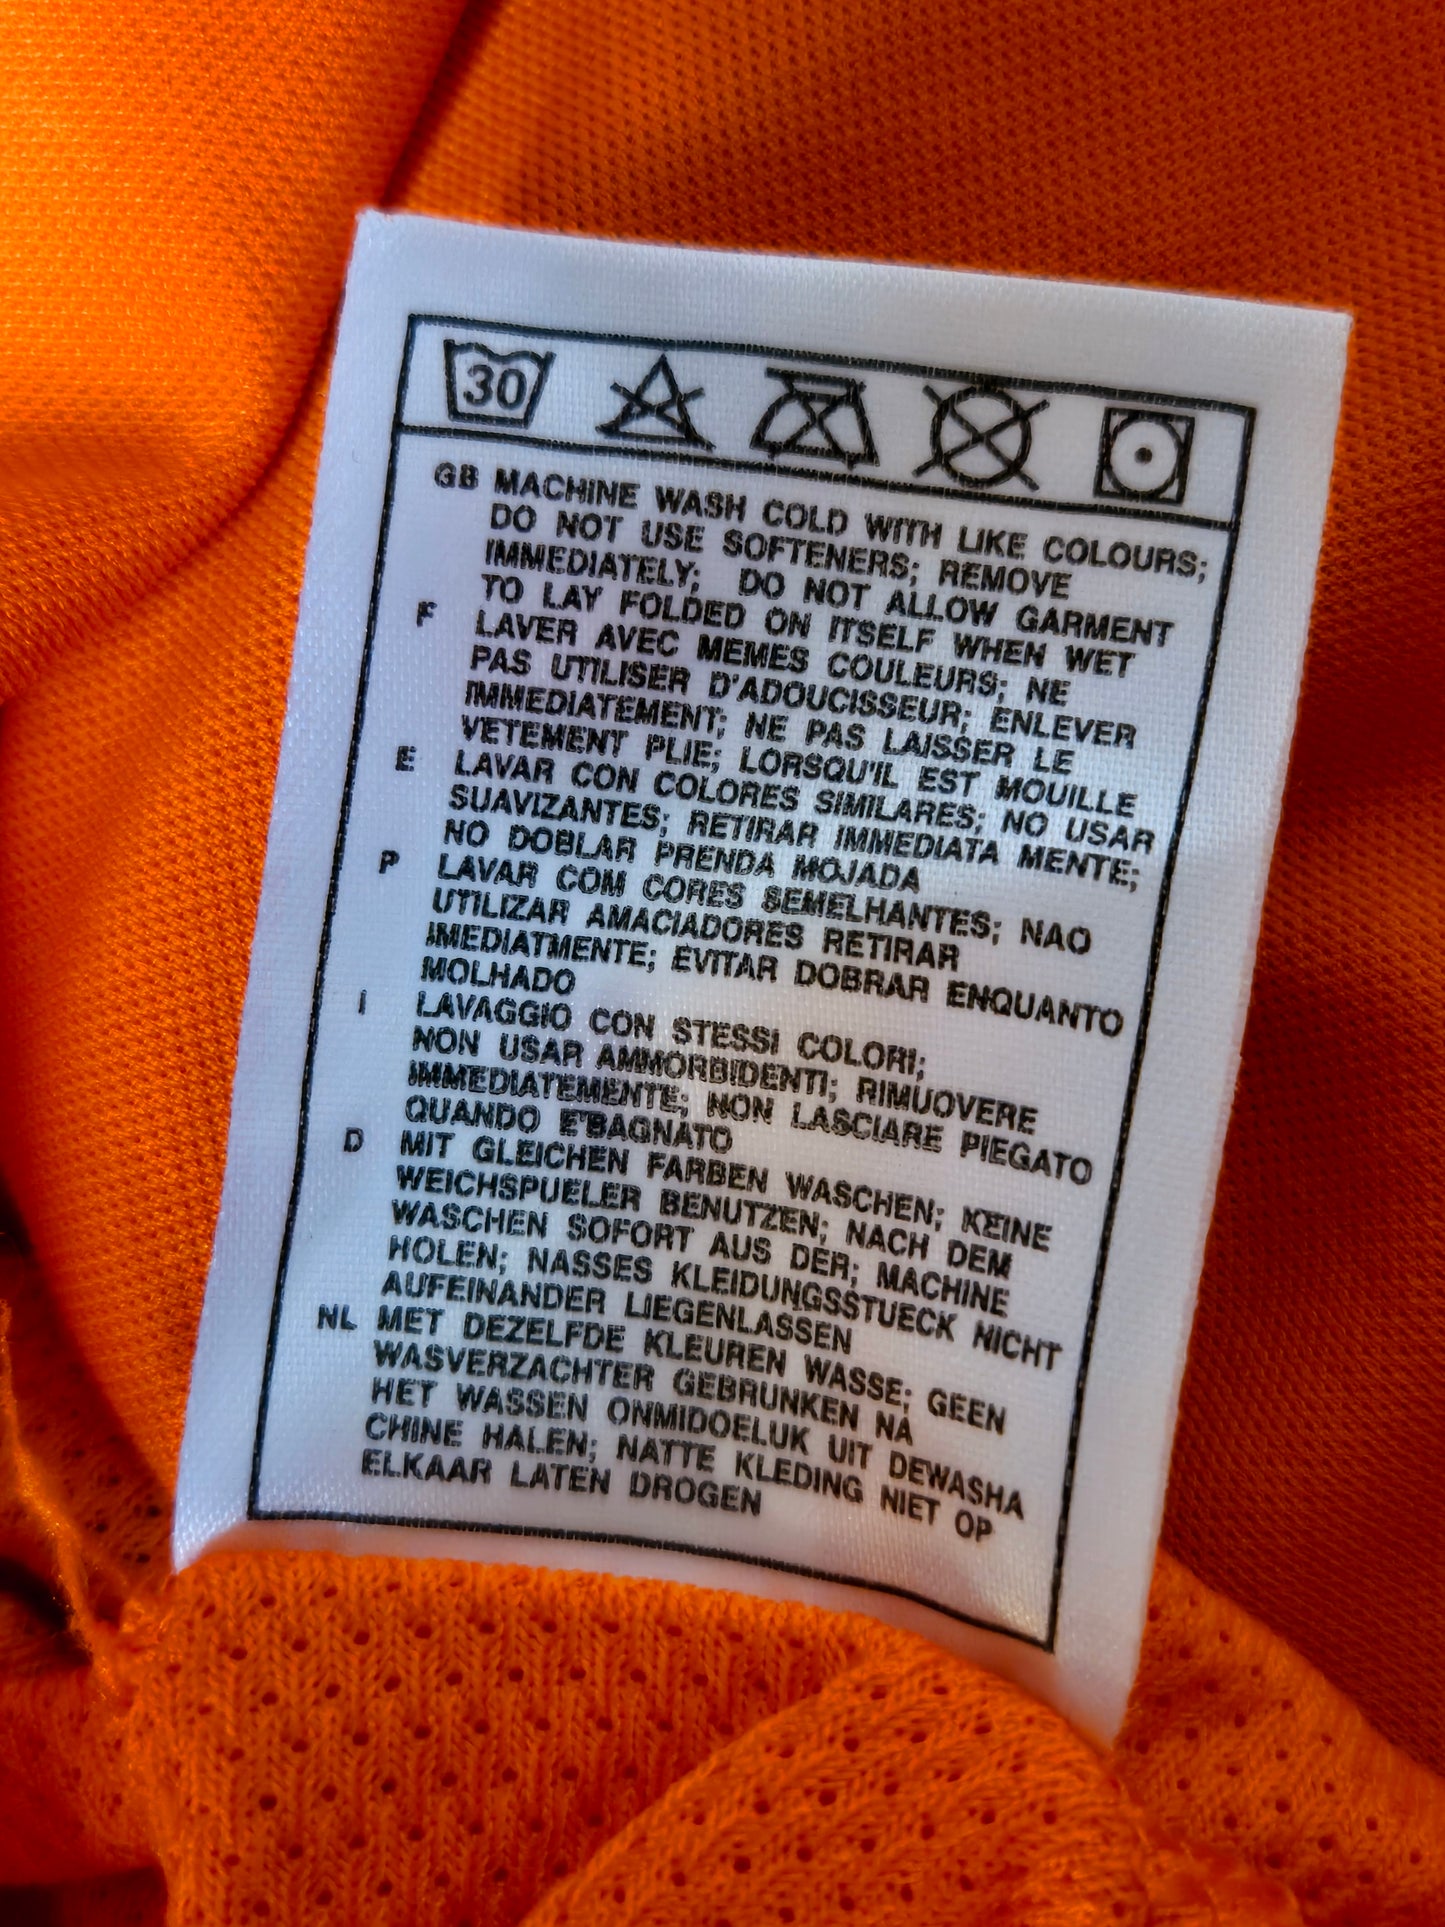 30
GB MACHINE WASH COLD WITH LIKE COLOURS;
DO NOT USE SOFTENERS; REMOVE
IMMEDIATELY; DO NOT ALLOW GARMENT
TO LAY FOLDED ON ITSELF WHEN WET
F LAVER AVEC MEMES COULEURS; NE
PAS UTILISER D'ADOUCISSEUR; ENLEVER
IMMEDIATEMENT; NE PAS LAISSER LE
VETEMENT PLIE; LORSQU'IL EST MOUILLE
E LAVAR CON COLORES SIMILARES; NO USAR
SUAVIZANTES; RETIRAR IMMEDIATA MENTE;
NO DOBLAR PRENDA MOJADA
P LAVAR COM CORES SEMELHANTES; NAO
UTILIZAR AMACIADORES RETIRAR
IMEDIATMENTE; EVITAR DOBRAR ENQUANTO
MOLHADO
I LAVAGGIO CON STESSI COLORI;
NON USAR AMMORBIDENTI; RIMUOVERE
IMMEDIATEMENTE; NON LASCIARE PIEGATO
QUANDO E'BAGNATO
D MIT GLEICHEN FARBEN WASCHEN; KEINE
WEICHSPUELER BENUTZEN; NACH DEM
WASCHEN SOFORT AUS DER; MACHINE
HOLEN; NASSES KLEIDUNGSSTUECK NICHT
AUFEINANDER LIEGENLASSEN
NL MET DEZELFDE KLEUREN WASSE; GEEN
WASVERZACHTER GEBRUNKEN NA
HET WASSEN ONMIDOELUK UIT DEWASHA
CHINE HALEN; NATTE KLEDING NIET OP
ELKAAR LATEN DROGEN